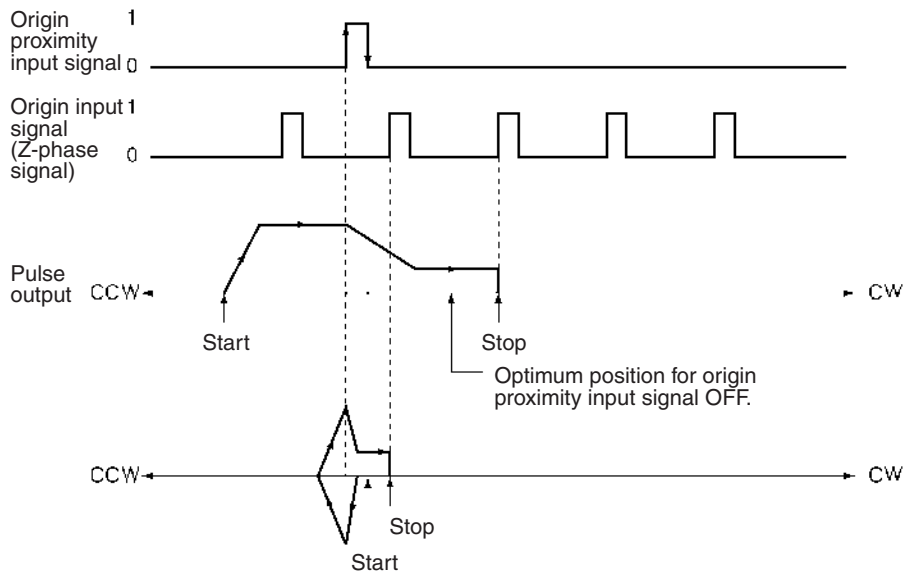 Origin 1
proximity
input signal 0
Origin input 1
signal
(Z-phase 0
signal)
Pulse
output CCW CW
Start Stop
Optimum position for origin
proximity input signal OFF.
CCW CW
Stop
Start